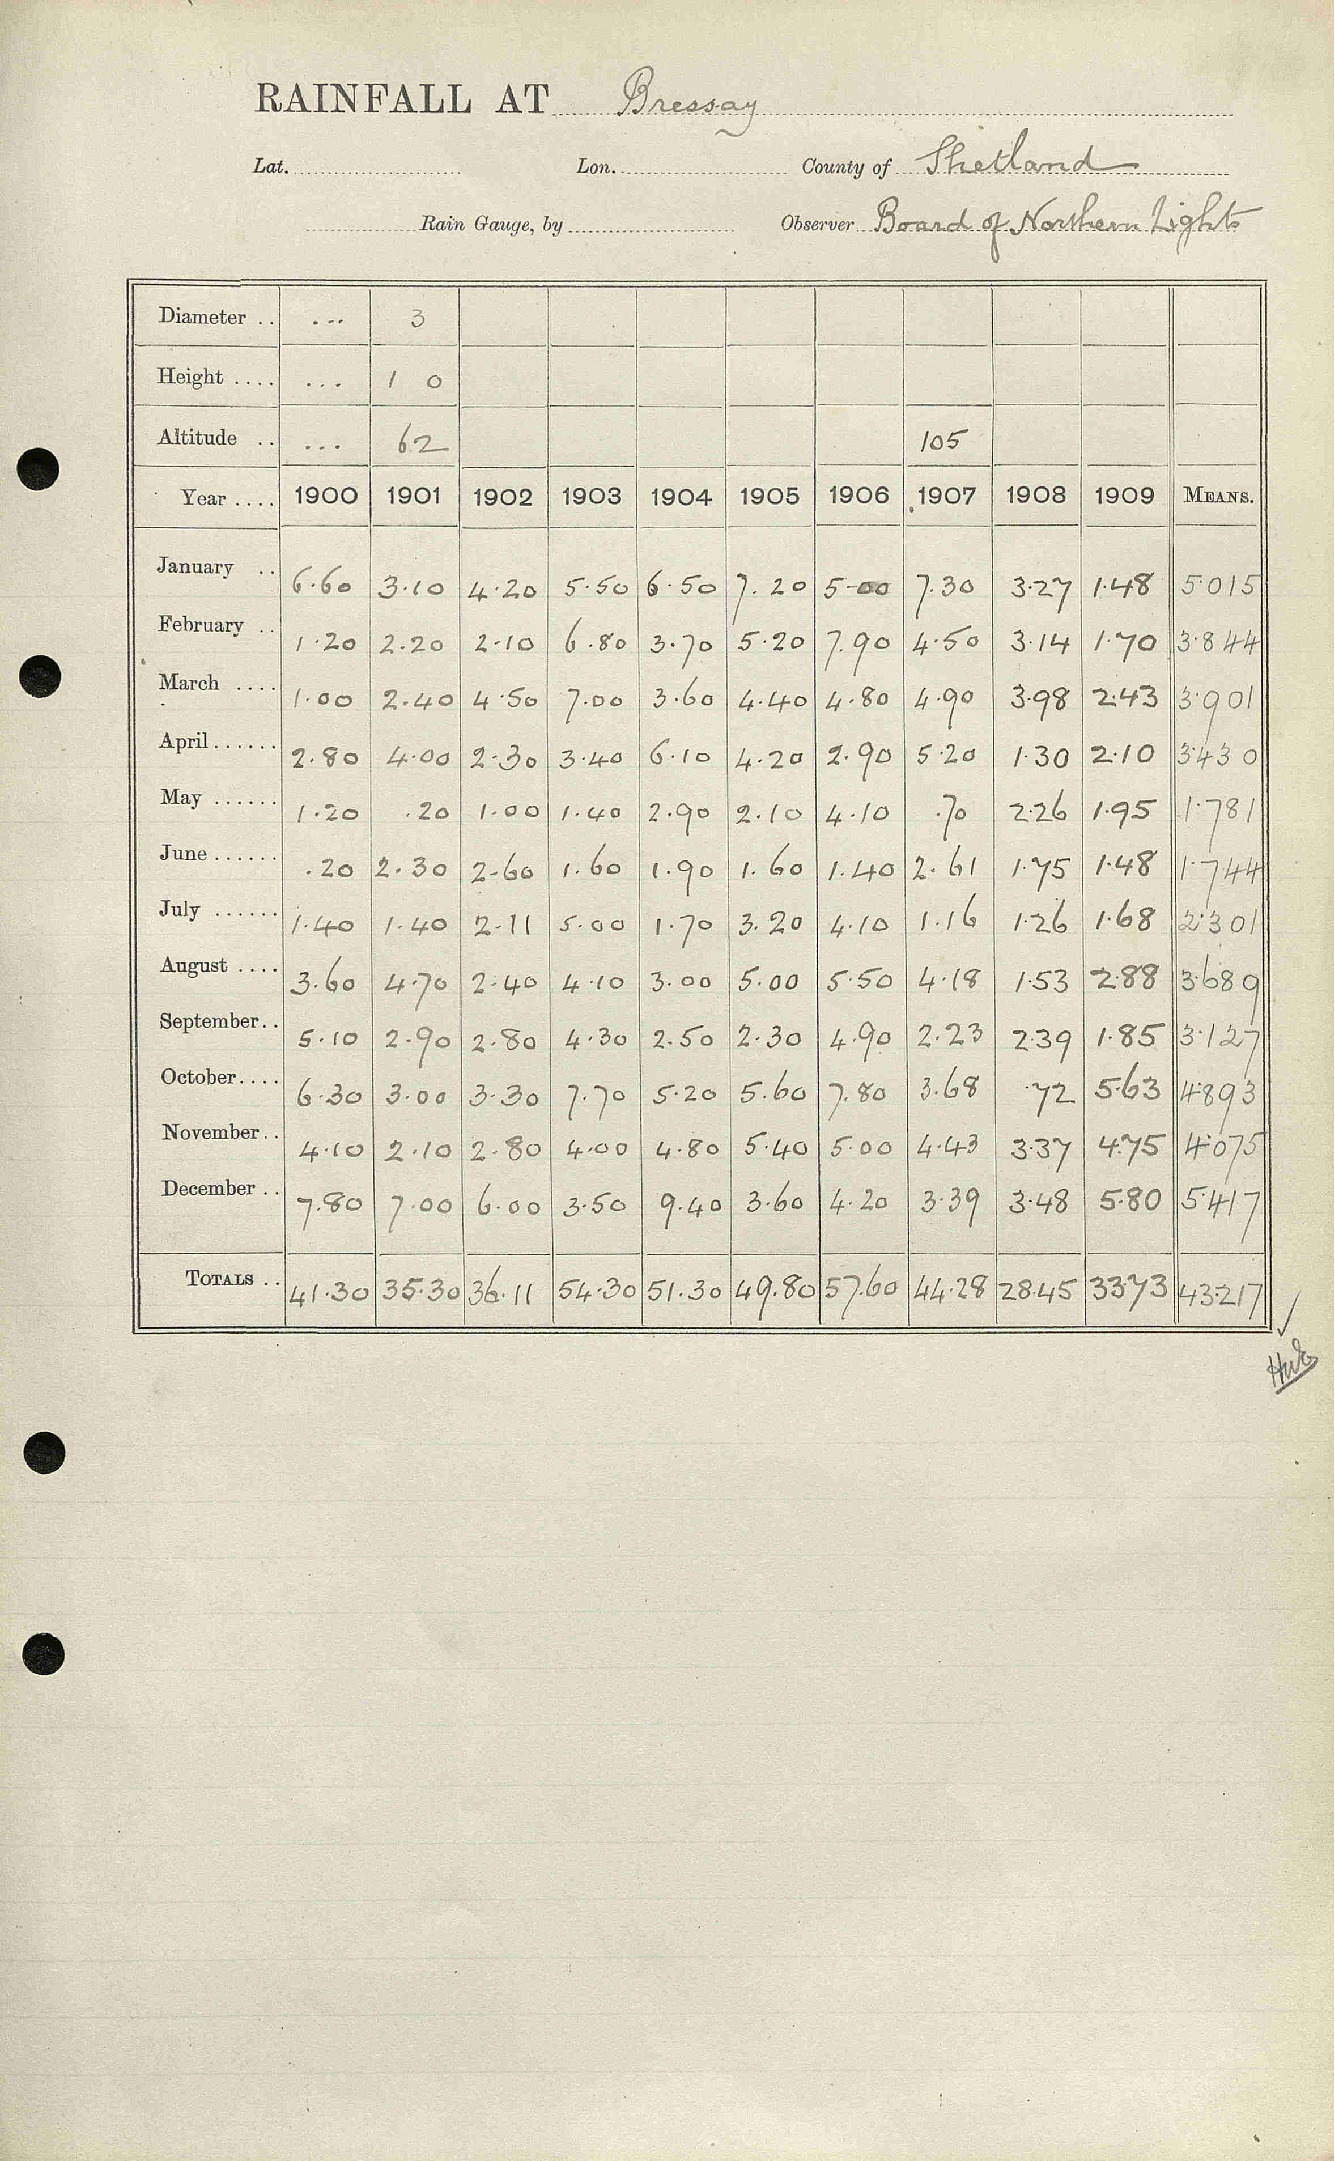 RAINFALL AT Bressay
Lat. Lon. County of Shetland
Rain Gauge, by Observer Board of Northern Lights
Diameter .. ... 3
Height .... ... 1 0
Altitude .. ... 62 105
Year .... 1900 1901 1902 1903 1904 1905 1906 1907 1908 1909 MEANS.
January .. 6.60 3.10 4.20 5.50 6.50 7.20 5.00 7.30 3.27 1.48 5.015
February .. 1.20 2.20 2.10 6.80 3.70 5.20 7.90 4.50 3.14 1.70 3.844
March .... 1.00 2.40 4.50 7.00 3.60 4.40 4.80 4.90 3.98 2.43 3.901
April ...... 2.80 4.00 2.30 3.40 6.10 4.20 2.90 5.20 1.30 2.10 3.430
May ...... 1.20 .20 1.00 1.40 2.90 2.10 4.10 .70 2.26 1.95 1.781
June ...... .20 2.30 2.60 1.60 1.90 1.60 1.40 2.61 1.75 1.48 1.744
July ...... 1.40 1.40 2.11 5.00 1.70 3.20 4.10 1.16 1.26 1.68 2.301
August .... 3.60 4.70 2.40 4.10 3.00 5.00 5.50 4.18 1.53 2.88 3.689
September .. 5.10 2.90 2.80 4.30 2.50 2.30 4.90 2.23 2.39 1.85 3.127
October .... 6.30 3.00 3.30 7.70 5.20 5.60 7.80 3.68 .72 5.63 4.893
November .. 4.10 2.10 2.80 4.00 4.80 5.40 5.00 4.43 3.37 4.75 4.075
December .. 7.80 7.00 6.00 3.50 9.40 3.60 4.20 3.39 3.48 5.80 5.417
TOTALS .. 41.30 35.30 36.11 54.30 51.30 49.80 57.60 44.28 28.45 33.73 43.217